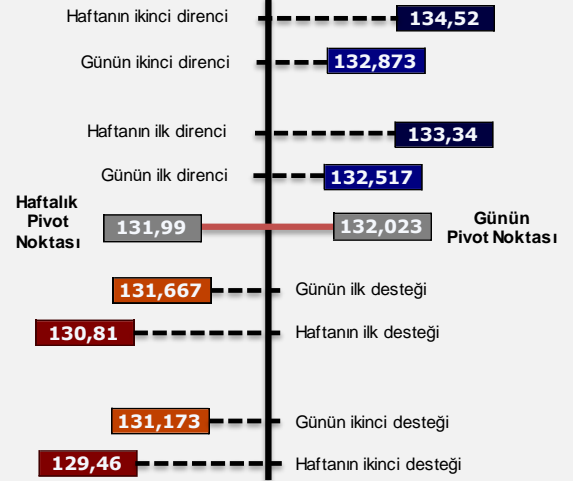 Haftanın ikinci direnci 134,52
Günün ikinci direnci 132,873
Haftanın ilk direnci 133,34
Günün ilk direnci 132,517
Haftalık
Pivot
Noktası
131,99
132,023
Günün
Pivot Noktası
131,667 Günün ilk desteği
130,81 Haftanın ilk desteği
131,173 Günün ikinci desteği
129,46 Haftanın ikinci desteği